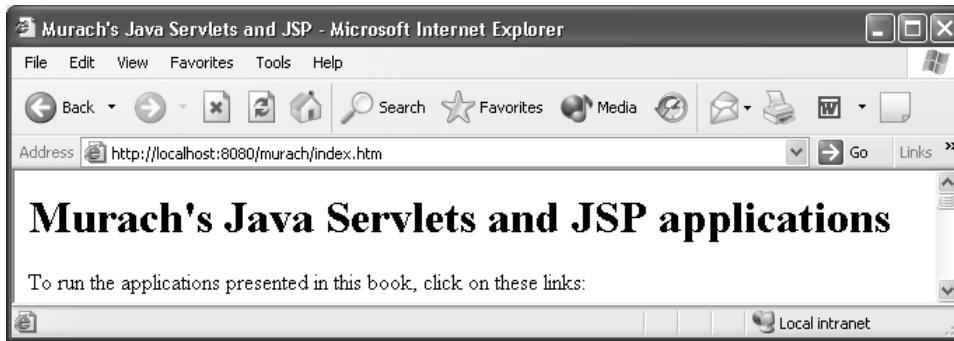 Murach's Java Servlets and JSP - Microsoft Internet Explorer
File Edit View Favorites Tools Help
Back Search Favorites Media W
Address http://localhost:8080/murach/index.htm Go Links »
Murach's Java Servlets and JSP applications
To run the applications presented in this book, click on these links:
Local intranet